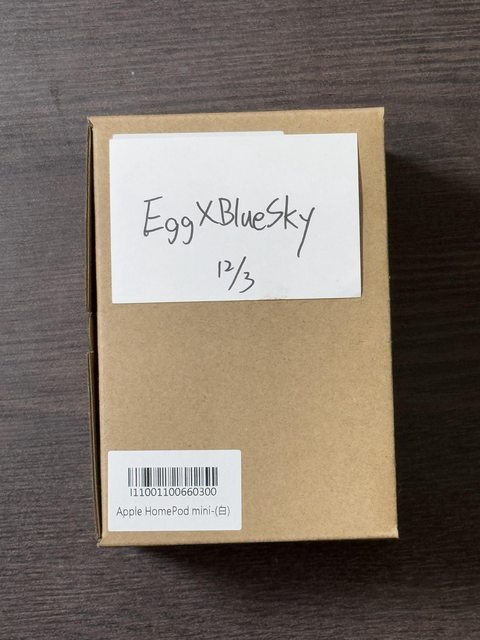 EggXBlueSky
12/3
I11001100660300
Apple HomePod mini-(白)